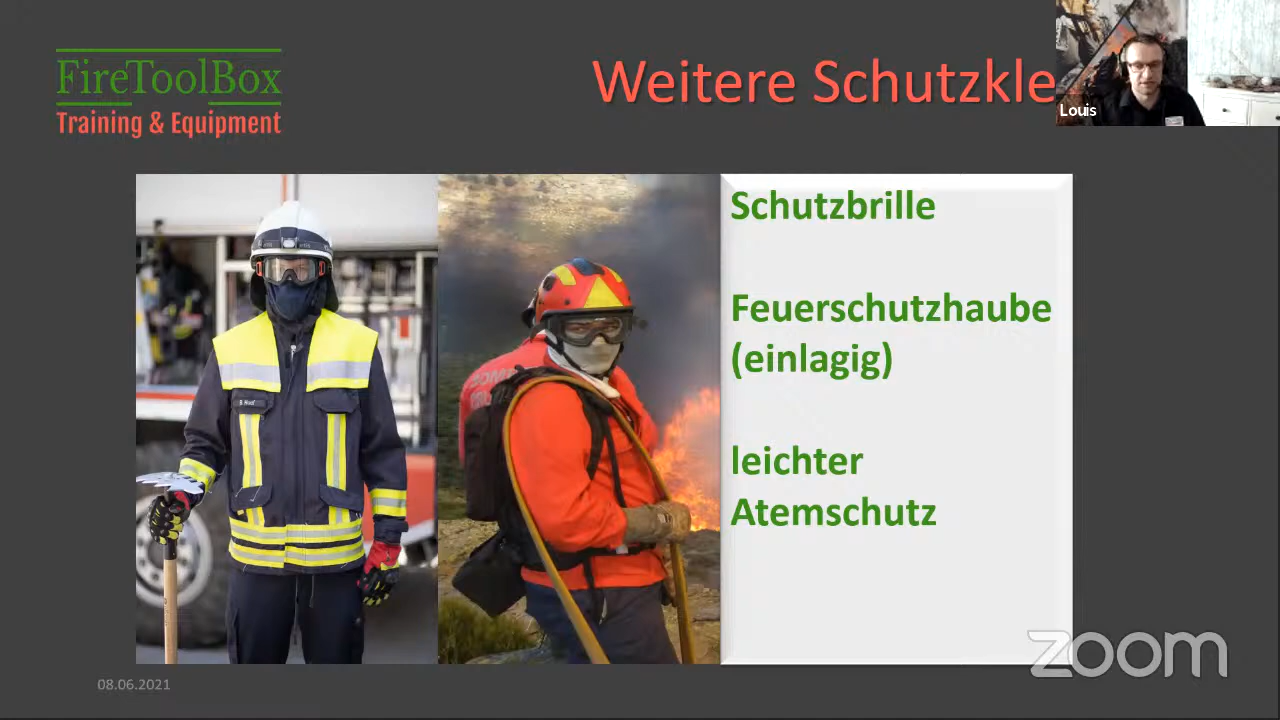 FireToolBox
Training & Equipment
Weitere Schutzkle
Louis
Schutzbrille
Feuerschutzhaube
(einlagig)
leichter
Atemschutz
zoom
08.06.2021